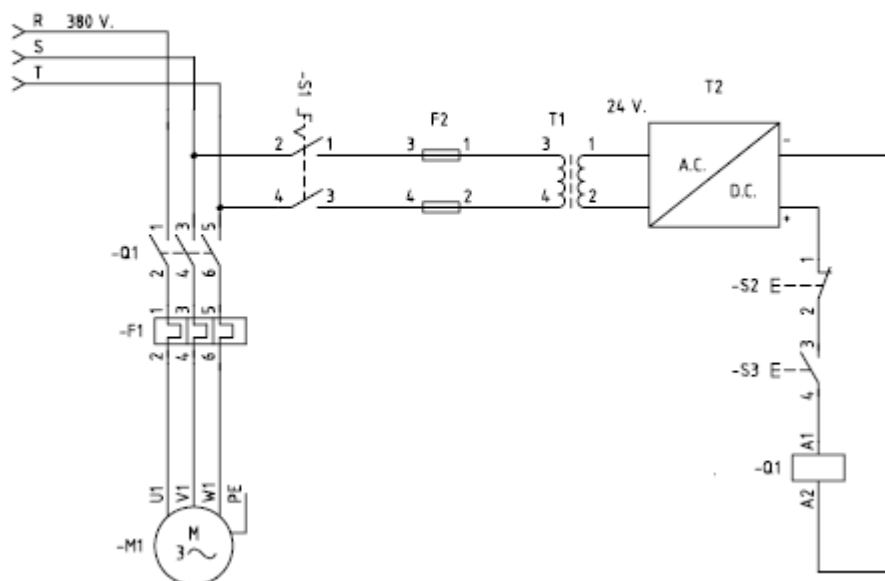 R 380 V.
S
T
-S1
F2
T1
24 V.
T2
2 1 3 1 3 1
A.C.
-
4 3 4 2 4 2
D.C.
+
1 3 5
-Q1
2 4 6
1
-S2
2
1 3 5
-F1
2 4 6
3
-S3
4
A1
-Q1
A2
U1 V1 W1 PE
-M1
M
3